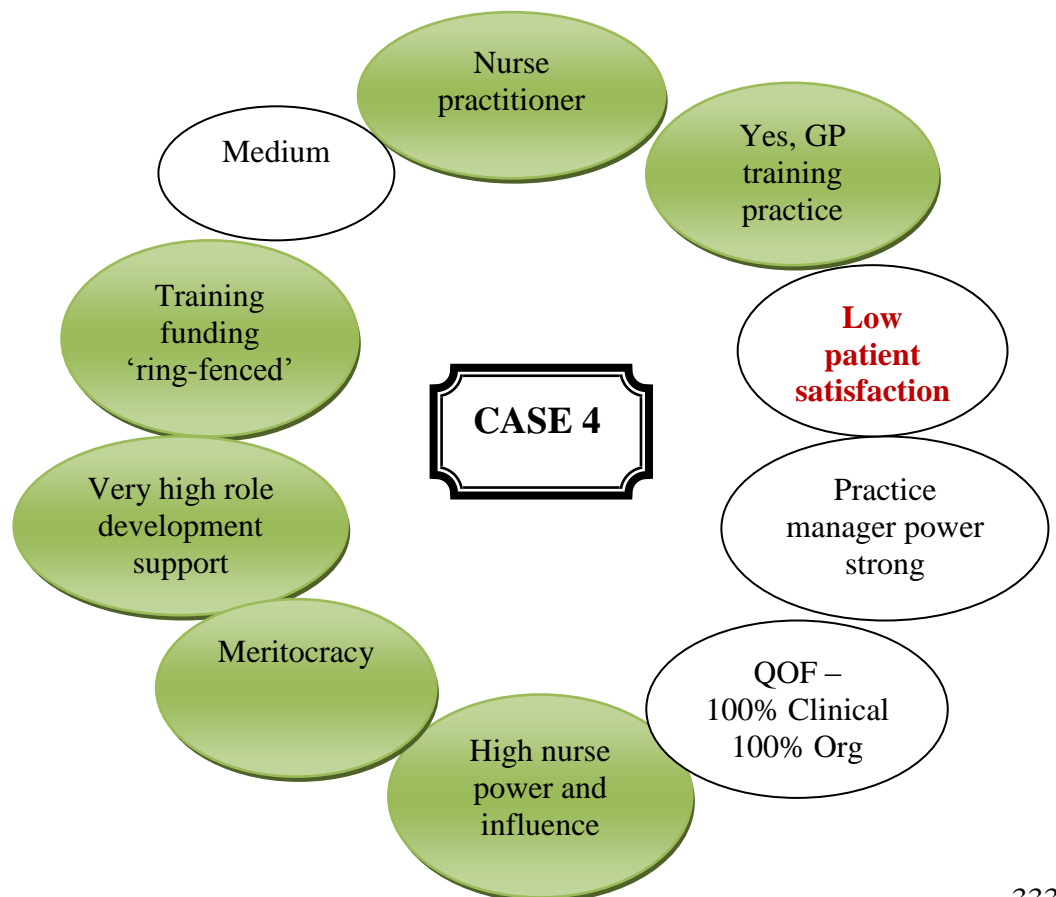 Nurse
practitioner
Yes, GP
training
practice
Medium
Low
patient
satisfaction
Training
funding
‘ring-fenced’
CASE 4
Practice
manager power
strong
Very high role
development
support
Meritocracy
QOF –
100% Clinical
100% Org
High nurse
power and
influence